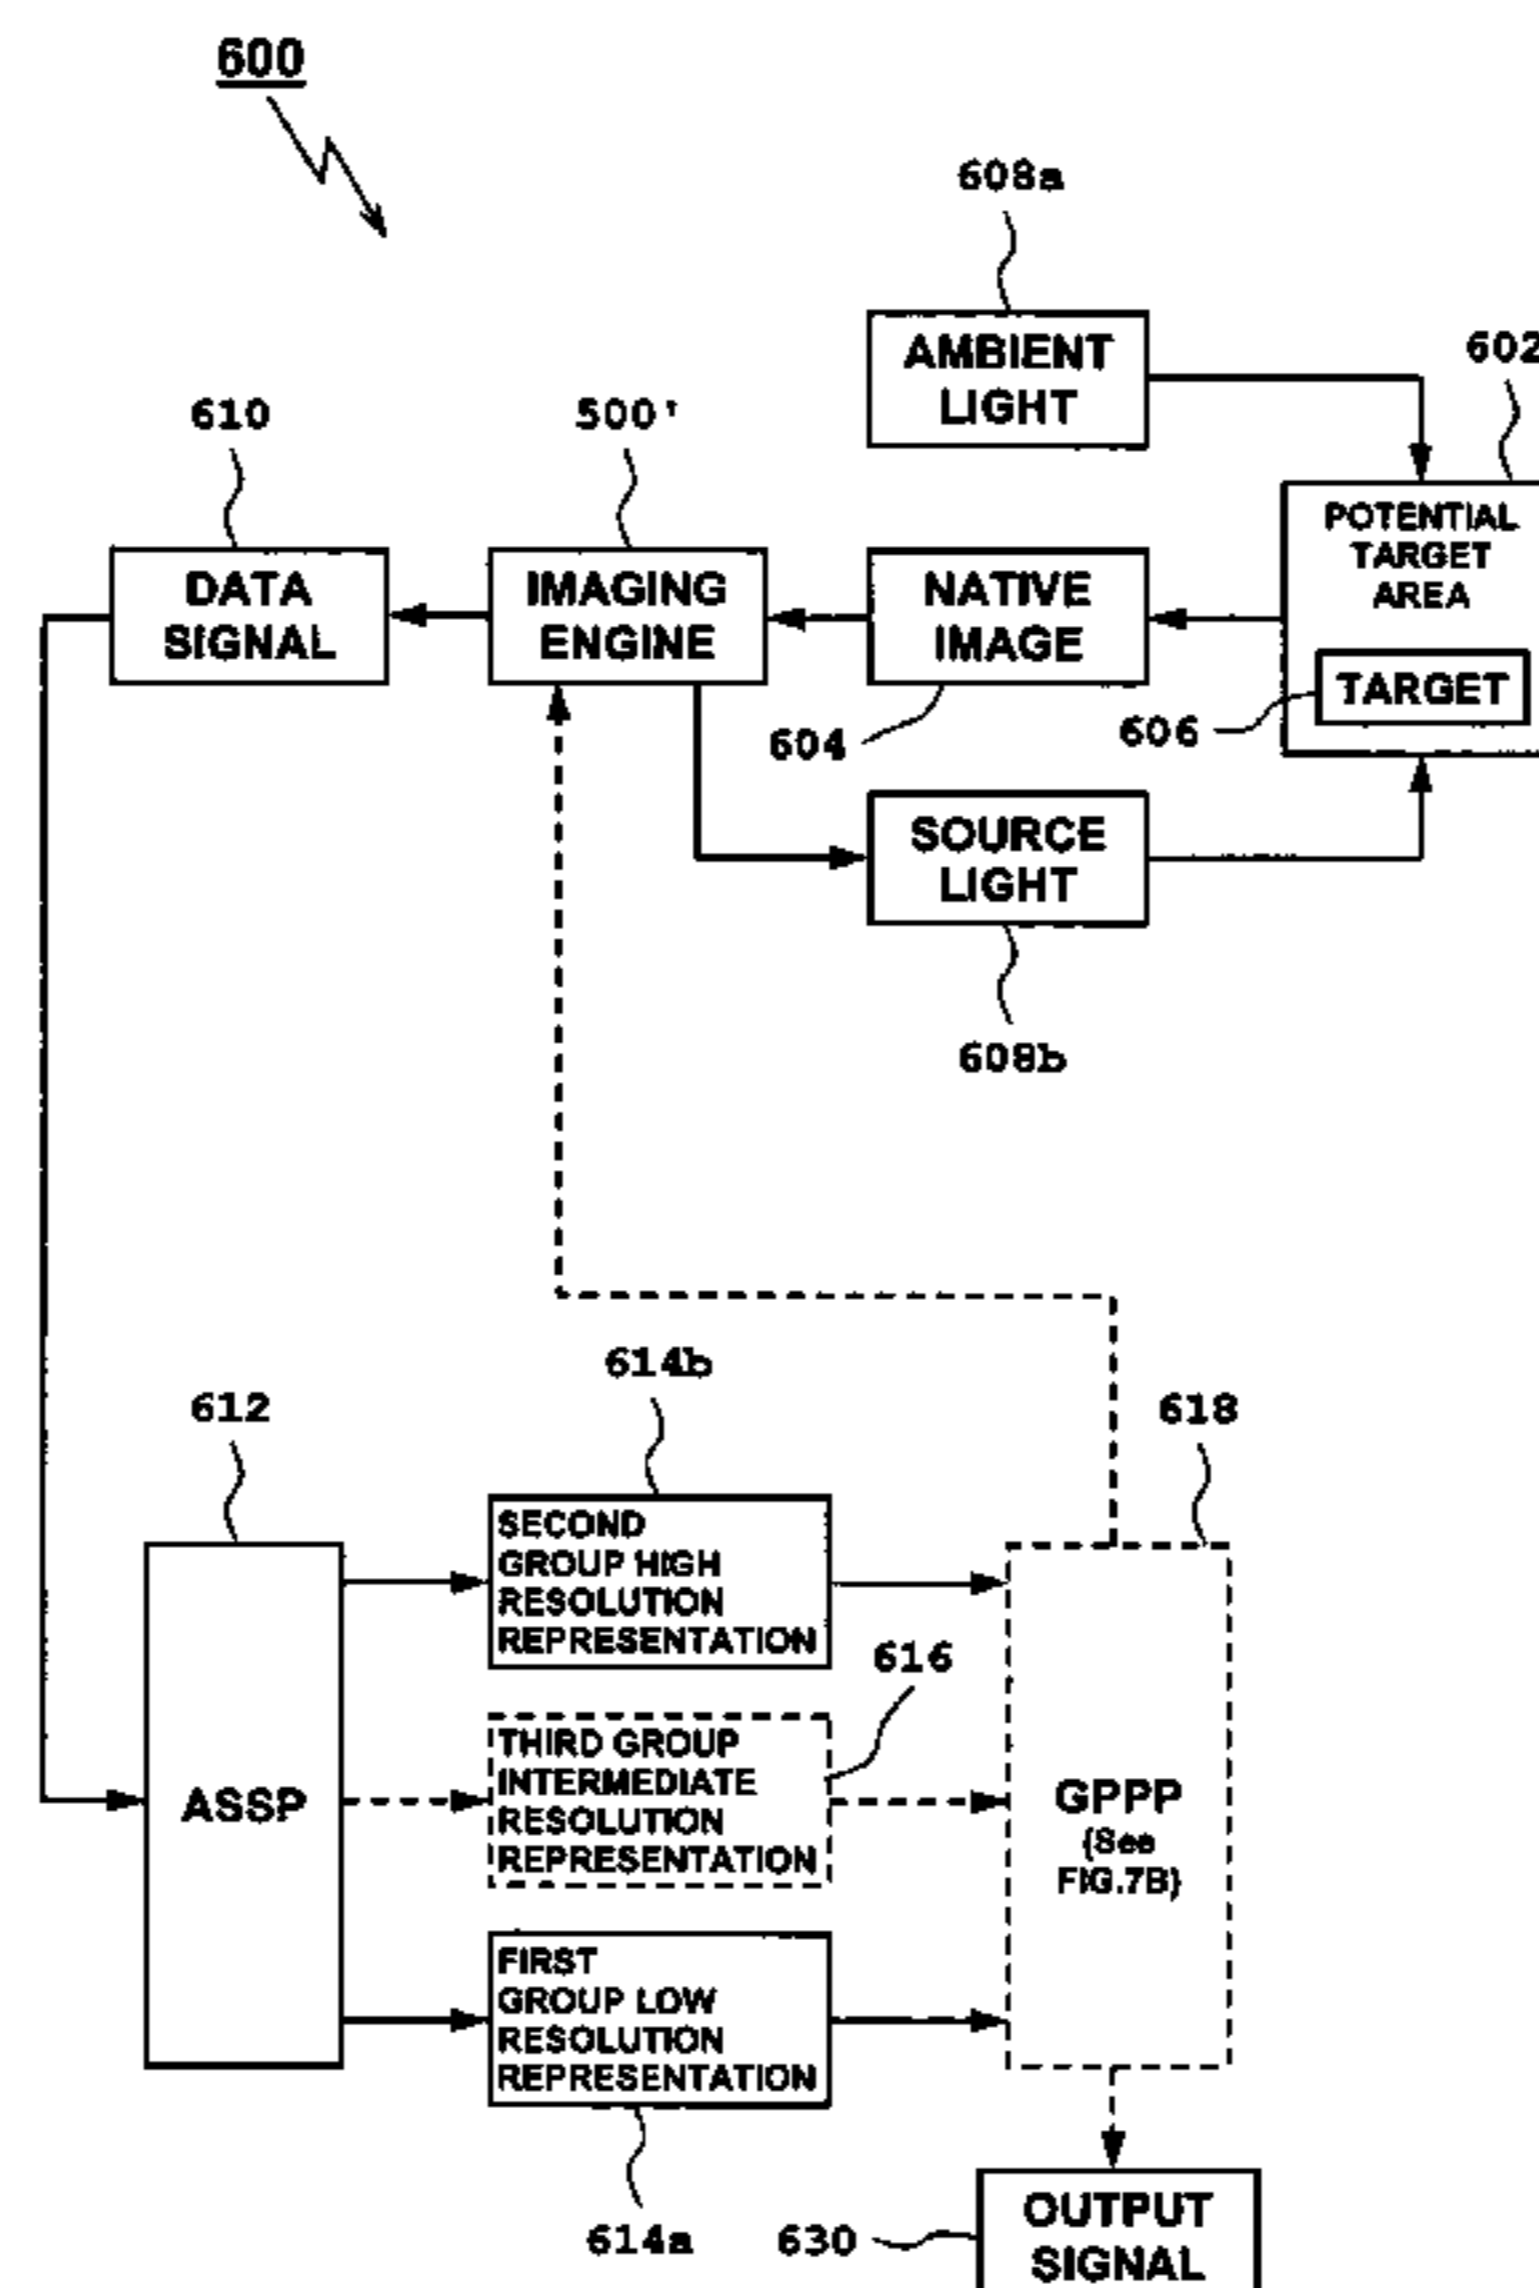 600
608a
AMBIENT
LIGHT
602
610
500'
DATA
SIGNAL
IMAGING
ENGINE
NATIVE
IMAGE
POTENTIAL
TARGET
AREA
TARGET
604
606
SOURCE
LIGHT
608b
614b
612
618
SECOND
GROUP HIGH
RESOLUTION
REPRESENTATION
616
THIRD GROUP
INTERMEDIATE
RESOLUTION
REPRESENTATION
ASSP
GPPP
(See
FIG.7B)
FIRST
GROUP LOW
RESOLUTION
REPRESENTATION
614a
630
OUTPUT
SIGNAL